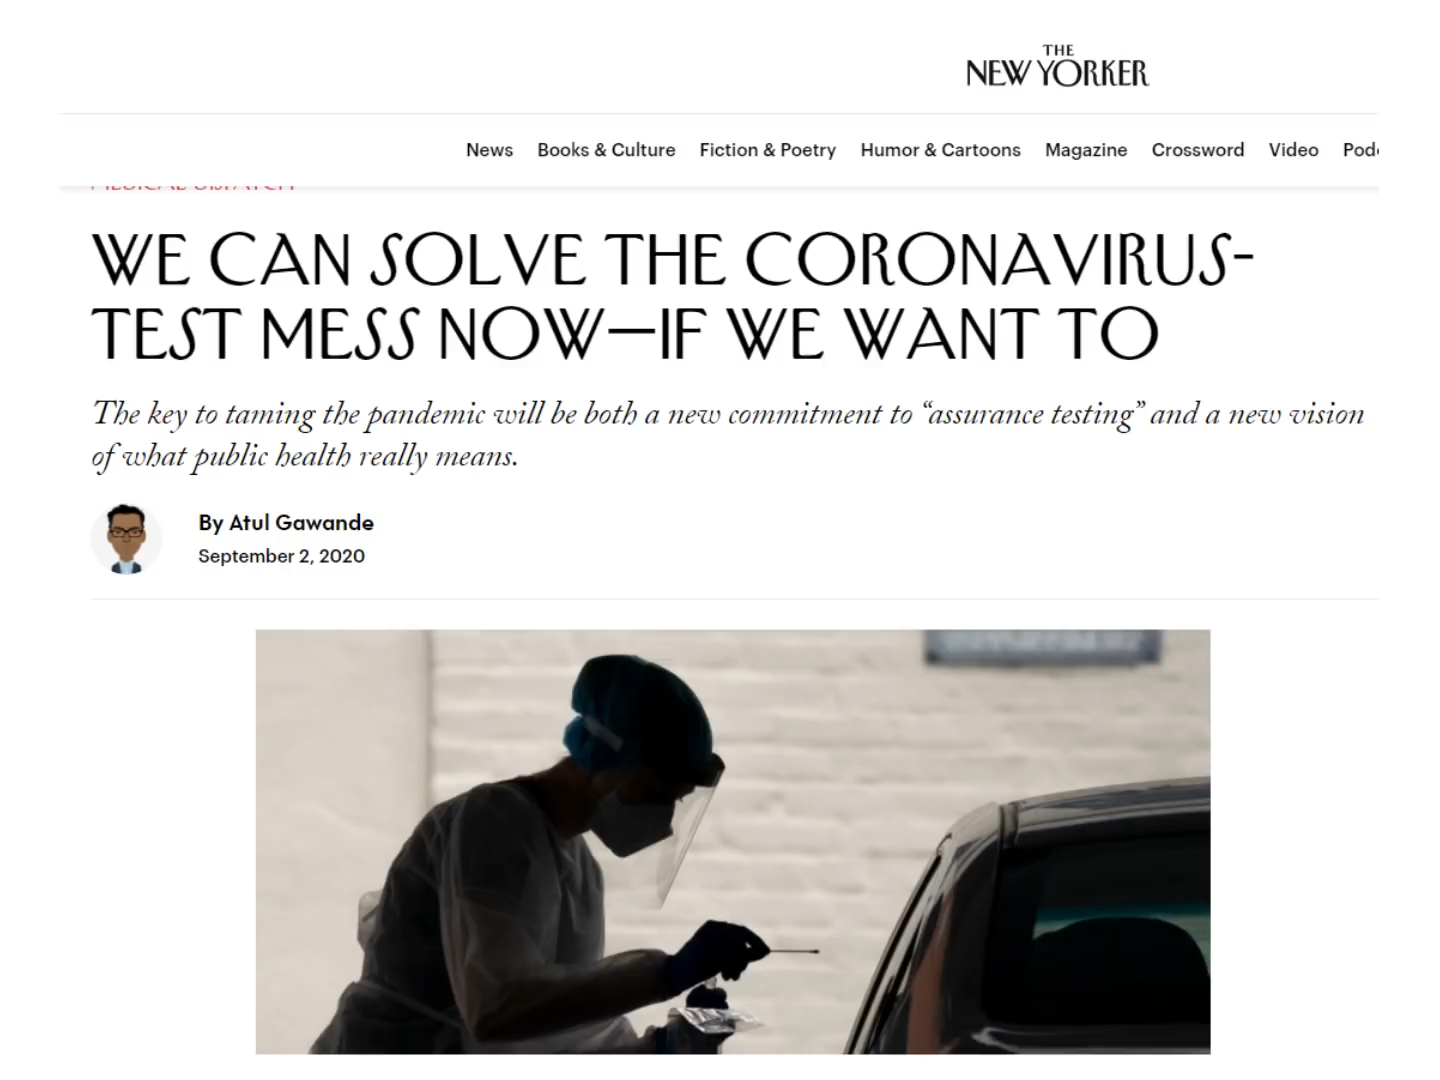 THE
NEW YORKER
News Books & Culture Fiction & Poetry Humor & Cartoons Magazine Crossword Video
MEDICAL DISPATCH
WE CAN SOLVE THE CORONAVIRUS-
TEST MESS NOW—IF WE WANT TO
The key to taming the pandemic will be both a new commitment to “assurance testing” and a new vision
of what public health really means.
By Atul Gawande
September 2, 2020